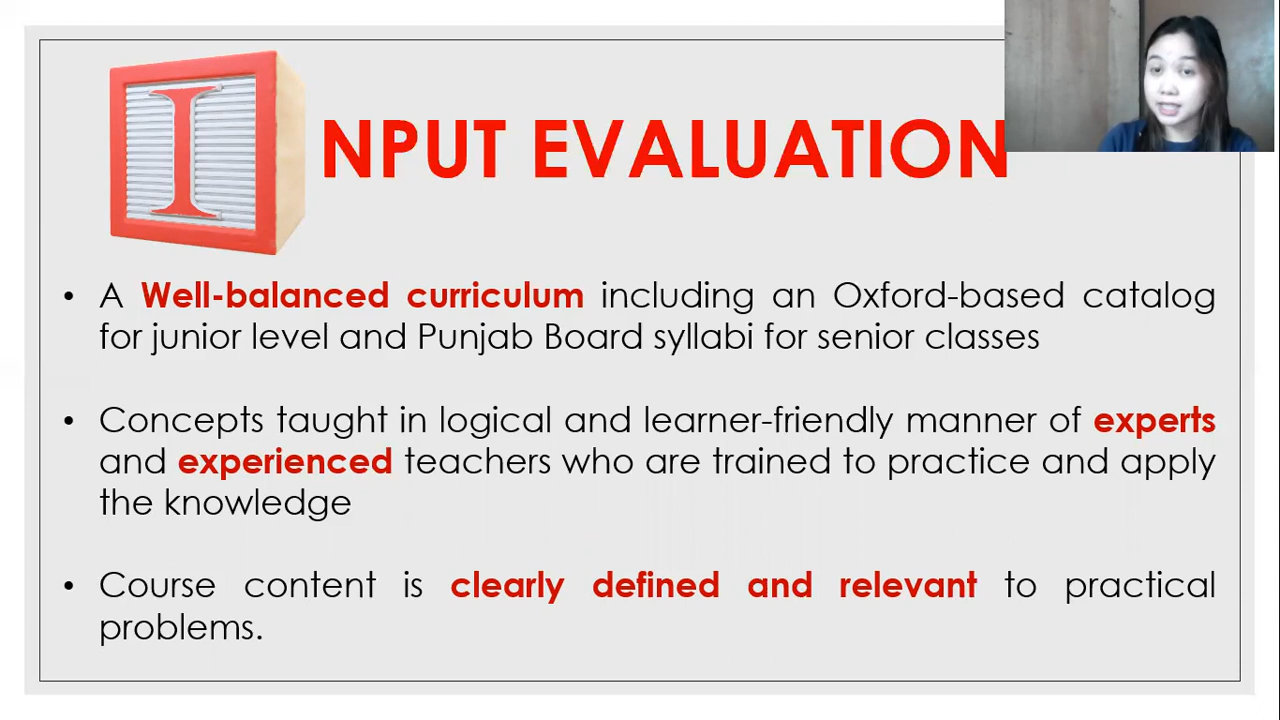 INPUT EVALUATION
• A Well-balanced curriculum including an Oxford-based catalog
for junior level and Punjab Board syllabi for senior classes
• Concepts taught in logical and learner-friendly manner of experts
and experienced teachers who are trained to practice and apply
the knowledge
• Course content is clearly defined and relevant to practical
problems.